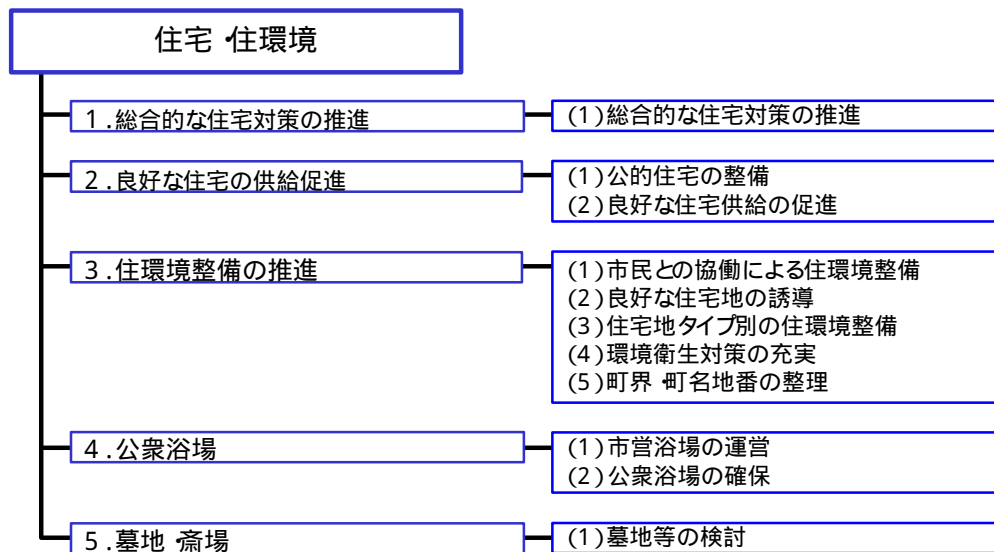 住宅・住環境
1.総合的な住宅対策の推進
(1)総合的な住宅対策の推進
2.良好な住宅の供給促進
(1)公的住宅の整備
(2)良好な住宅供給の促進
3.住環境整備の推進
(1)市民との協働による住環境整備
(2)良好な住宅地の誘導
(3)住宅地タイプ別の住環境整備
(4)環境衛生対策の充実
(5)町界・町名地番の整理
4.公衆浴場
(1)市営浴場の運営
(2)公衆浴場の確保
5.墓地・斎場
(1)墓地等の検討